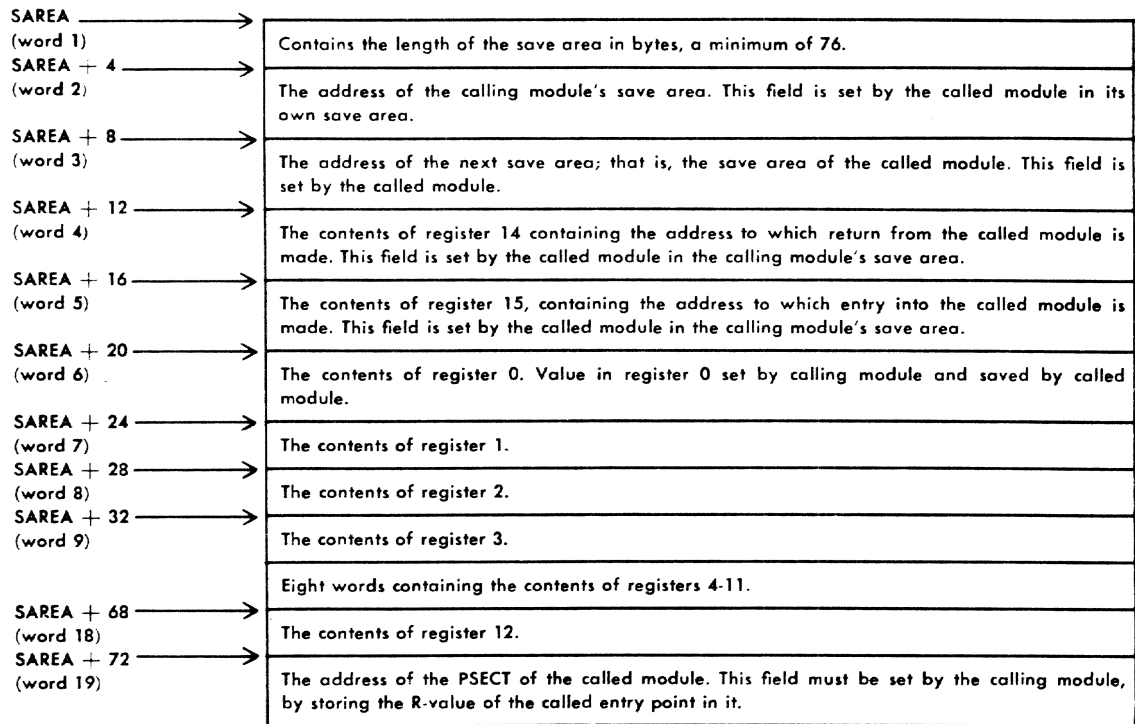 SAREA
(word 1)
Contains the length of the save area in bytes, a minimum of 76.
SAREA + 4
(word 2)
The address of the calling module's save area. This field is set by the called module in its
own save area.
SAREA + 8
(word 3)
The address of the next save area; that is, the save area of the called module. This field is
set by the called module.
SAREA + 12
(word 4)
The contents of register 14 containing the address to which return from the called module is
made. This field is set by the called module in the calling module's save area.
SAREA + 16
(word 5)
The contents of register 15, containing the address to which entry into the called module is
made. This field is set by the called module in the calling module's save area.
SAREA + 20
(word 6)
The contents of register 0. Value in register 0 set by calling module and saved by called
module.
SAREA + 24
(word 7)
The contents of register 1.
SAREA + 28
(word 8)
The contents of register 2.
SAREA + 32
(word 9)
The contents of register 3.
Eight words containing the contents of registers 4-11.
SAREA + 68
(word 18)
The contents of register 12.
SAREA + 72
(word 19)
The address of the PSECT of the called module. This field must be set by the calling module,
by storing the R-value of the called entry point in it.